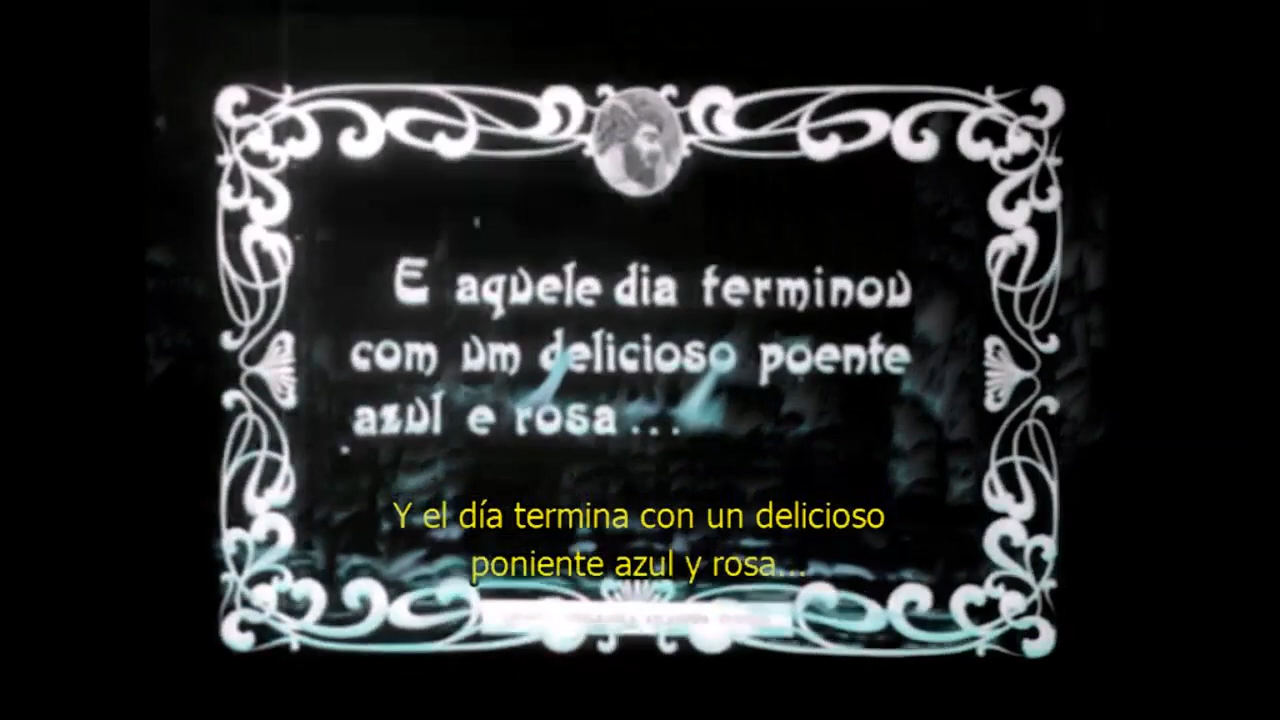 E aquele dia terminou
com um delicioso poente
azul e rosa...
Y el día termina con un delicioso
poniente azul y rosa...